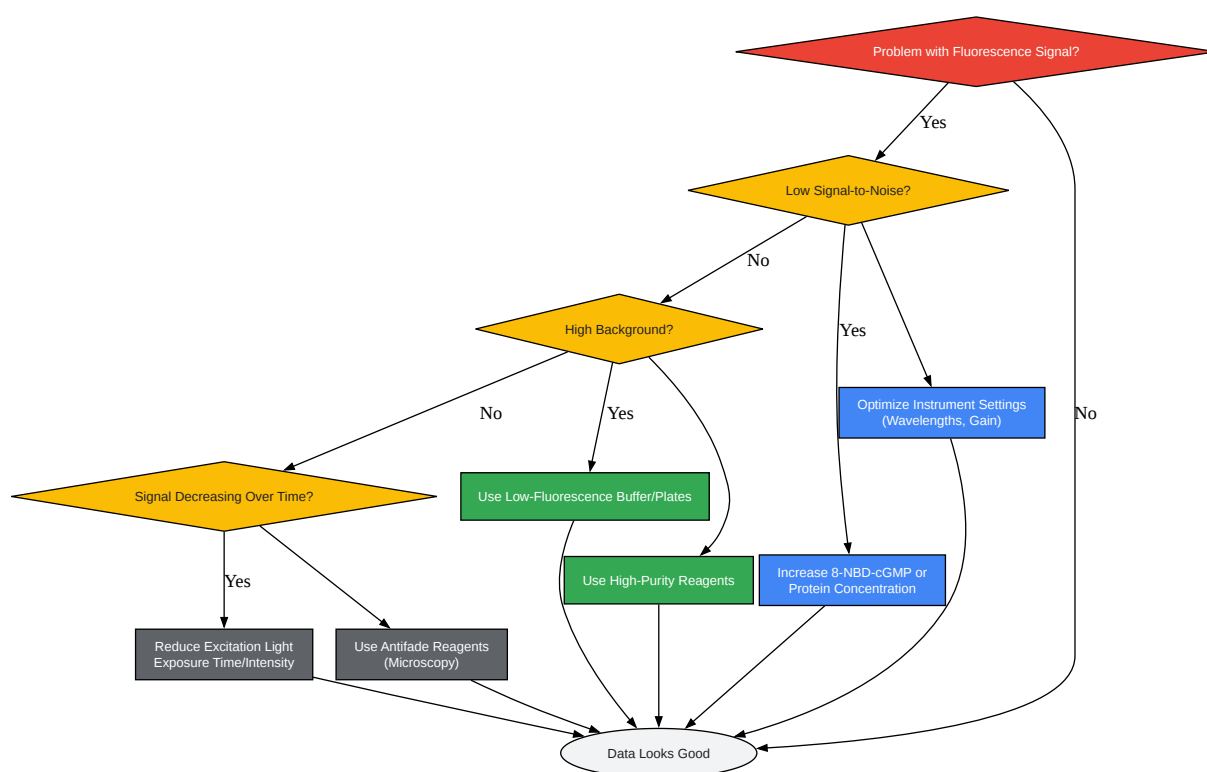 Problem with Fluorescence Signal?
Yes
Low Signal-to-Noise?
No
High Background?
Yes
Optimize Instrument Settings
(Wavelengths, Gain)
No
Yes
No
Signal Decreasing Over Time?
Use Low-Fluorescence Buffer/Plates
Use High-Purity Reagents
Increase 8-NBD-cGMP or
Protein Concentration
Yes
Reduce Excitation Light
Exposure Time/Intensity
Use Antifade Reagents
(Microscopy)
Data Looks Good